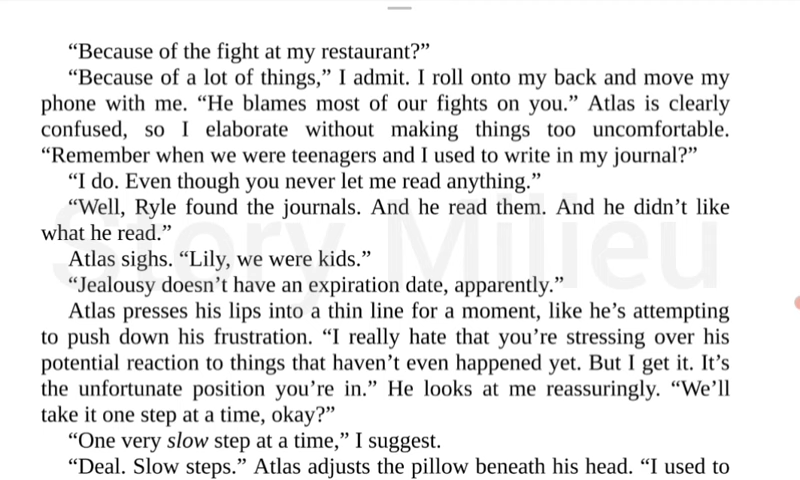 “Because of the fight at my restaurant?”
“Because of a lot of things,” I admit. I roll onto my back and move my
phone with me. “He blames most of our fights on you.” Atlas is clearly
confused, so I elaborate without making things too uncomfortable.
“Remember when we were teenagers and I used to write in my journal?”
“I do. Even though you never let me read anything.”
“Well, Ryle found the journals. And he read them. And he didn’t like
what he read.”
Atlas sighs. “Lily, we were kids.”
“Jealousy doesn’t have an expiration date, apparently.”
Atlas presses his lips into a thin line for a moment, like he’s attempting
to push down his frustration. “I really hate that you’re stressing over his
potential reaction to things that haven’t even happened yet. But I get it. It’s
the unfortunate position you’re in.” He looks at me reassuringly. “We’ll
take it one step at a time, okay?”
“One very slow step at a time,” I suggest.
“Deal. Slow steps.” Atlas adjusts the pillow beneath his head. “I used to
Story Milieu